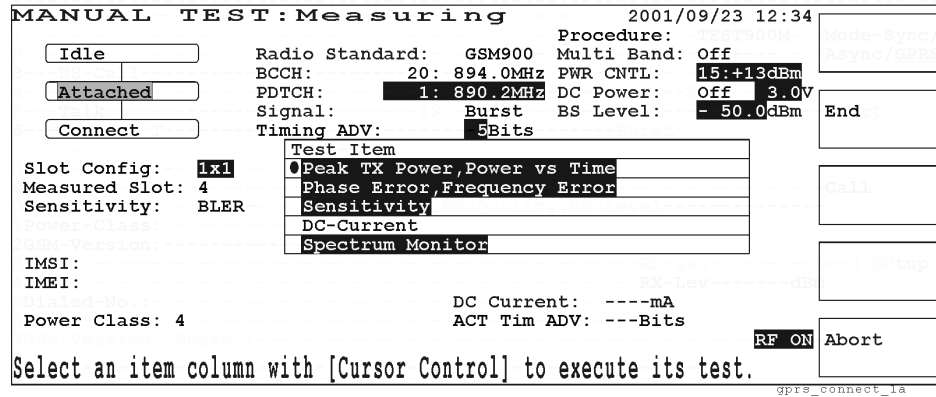 MANUAL TEST:Measuring 2001/09/23 12:34
Procedure:
Idle Radio Standard: GSM900 Multi Band: Off
BCCH: 20: 894.0MHz PWR CNTL: 15:+13dBm
Attached PDTCH: 1: 890.2MHz DC Power: Off 3.0V
Signal: Burst BS Level: - 50.0dBm End
Connect Timing ADV: 5Bits
Test Item
Slot Config: 1x1 Peak TX Power,Power vs Time
Measured Slot: 4 Phase Error,Frequency Error
Sensitivity: BLER Sensitivity
DC-Current
Spectrum Monitor
IMSI:
IMEI:
DC Current: ----mA
Power Class: 4 ACT Tim ADV: ---Bits
RF ON Abort
Select an item column with [Cursor Control] to execute its test.
gprs_connect_1a